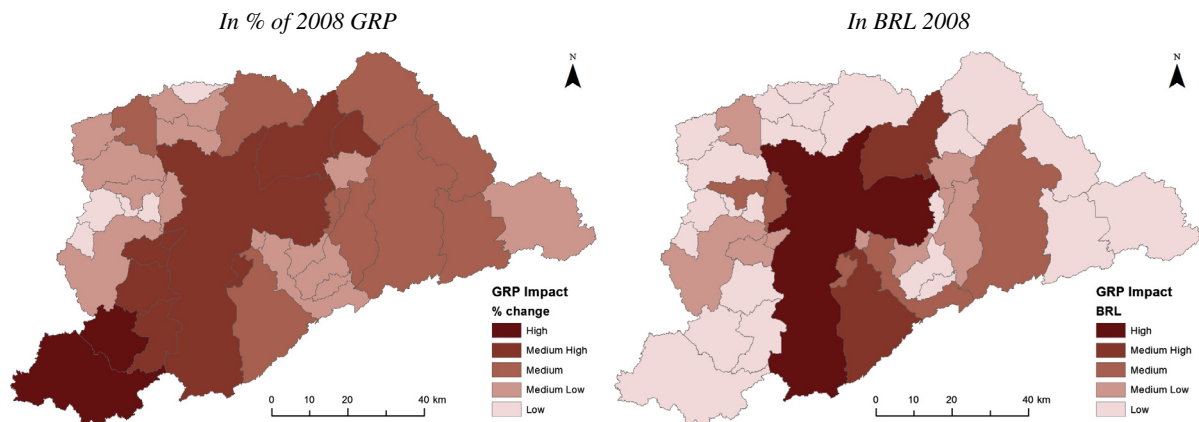 In % of 2008 GRP
N
GRP Impact
% change
High
Medium High
Medium
Medium Low
Low
0 10 20 40 km
In BRL 2008
N
GRP Impact
BRL
High
Medium High
Medium
Medium Low
Low
0 10 20 40 km